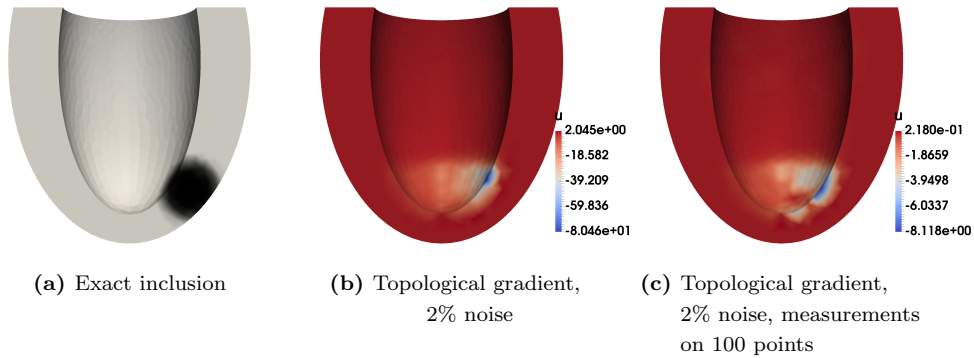 u
2.045e+00
-18.582
-39.209
-59.836
-8.046e+01
u
2.180e-01
-1.8659
-3.9498
-6.0337
-8.118e+00
(a) Exact inclusion
(b) Topological gradient,
2% noise
(c) Topological gradient,
2% noise, measurements
on 100 points